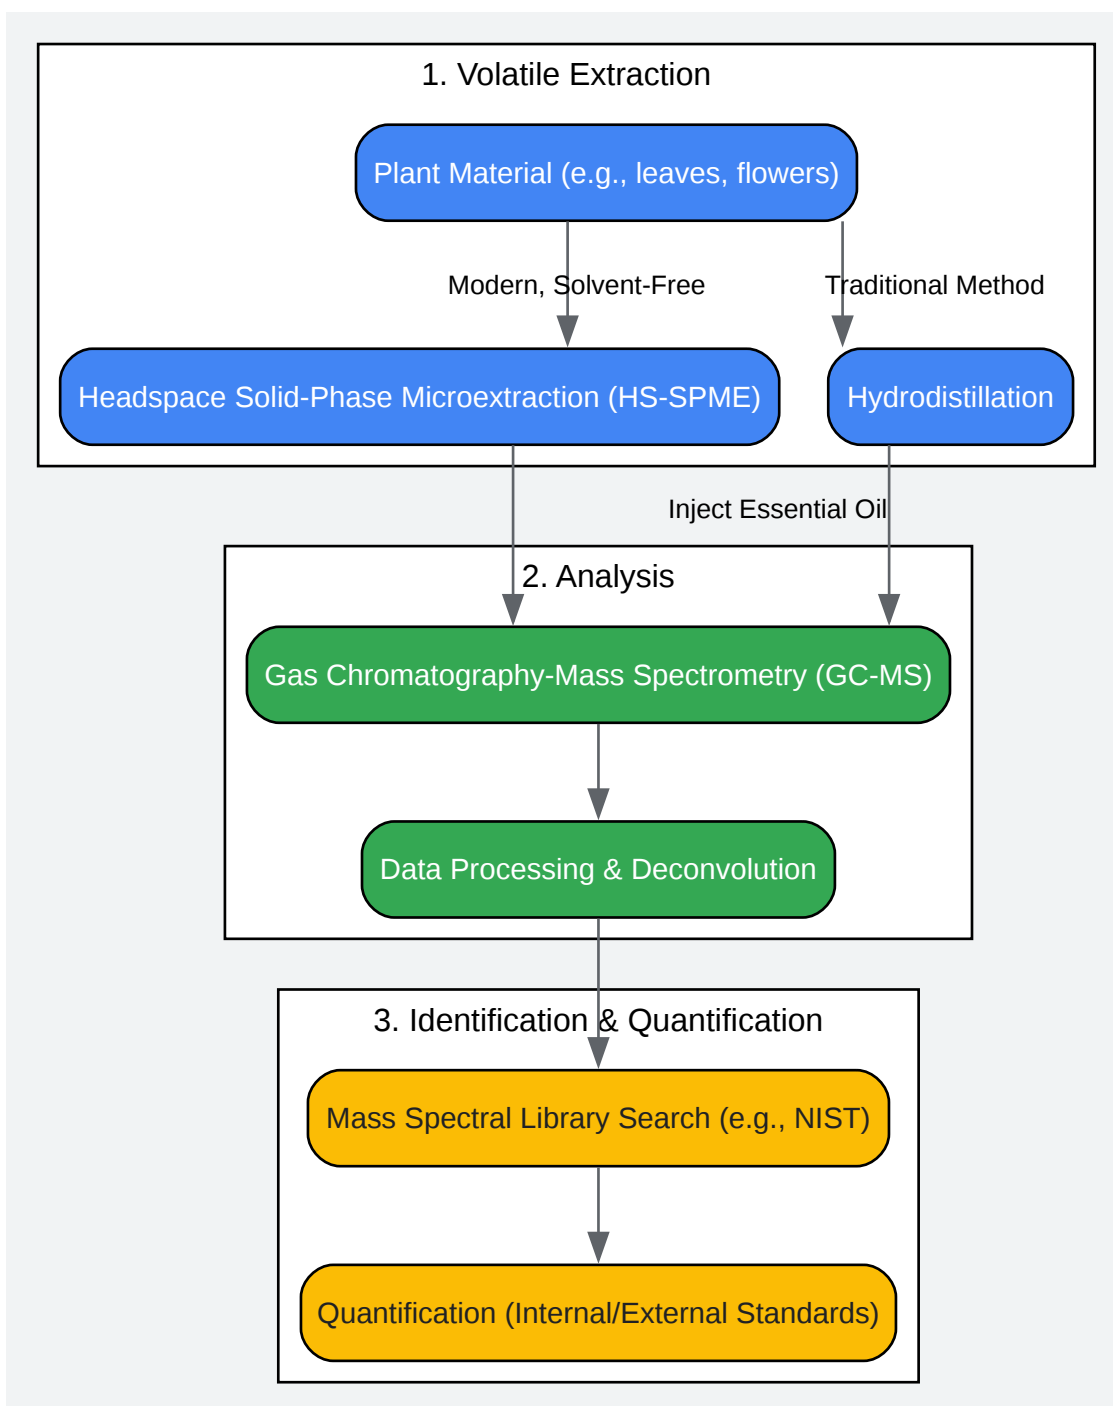 1. Volatile Extraction
Plant Material (e.g., leaves, flowers)
Modern, Solvent-Free
Traditional Method
Headspace Solid-Phase Microextraction (HS-SPME)
Hydrodistillation
Inject Essential Oil
2. Analysis
Gas Chromatography-Mass Spectrometry (GC-MS)
Data Processing & Deconvolution
3. Identification & Quantification
Mass Spectral Library Search (e.g., NIST)
Quantification (Internal/External Standards)